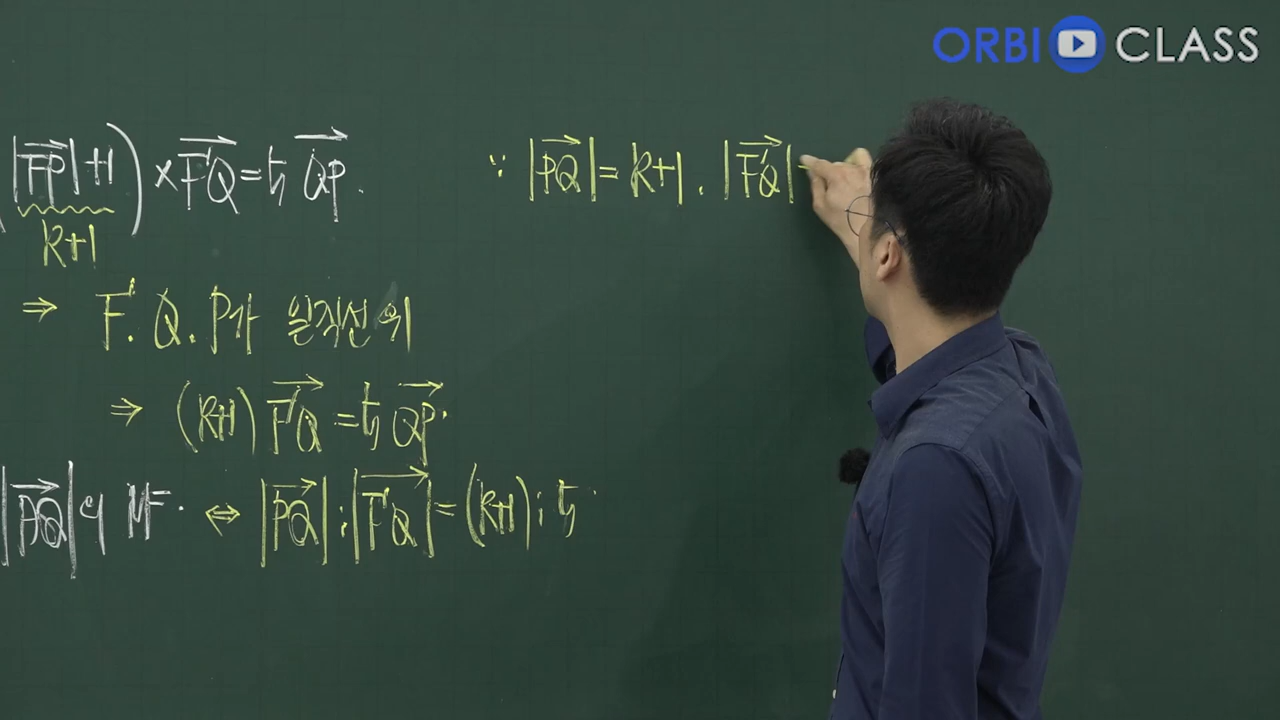 ORBI CLASS
(|FP|+1) × F'Q = 5 QP.
k+1
⇒ F'. Q. P가 일직선 위
⇒ (k+1) F'Q = 5 QP.
|PQ|의 M
⇔ |PQ| : |F'Q| = (k+1) : 5
∵ |PQ| = k+1. |F'Q|